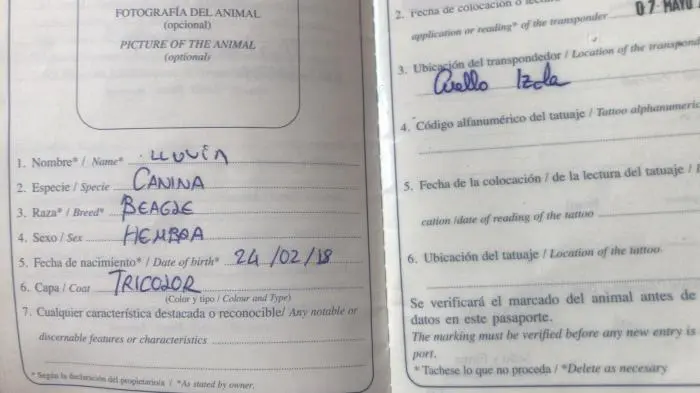 FOTOGRAFÍA DEL ANIMAL
(opcional)
PICTURE OF THE ANIMAL
(optional)
1. Nombre* / Name* LLUVIA
2. Especie / Specie CANINA
3. Raza* / Breed* BEAGLE
4. Sexo / Sex HEMBRA
5. Fecha de nacimiento* / Date of birth* 24/02/18
6. Capa / Coat TRICOLOR
(Color y tipo / Colour and Type)
7. Cualquier característica destacada o reconocible/ Any notable or
discernable features or characteristics
* Según la declaración del propietario/a / *As stated by owner.
2. Fecha de colocación o
07 MAYO
application or reading* of the transponder
3. Ubicación del transpondedor / Location of the transpond
Cuello Izda
4. Código alfanumérico del tatuaje / Tattoo alphanumeric
5. Fecha de la colocación / de la lectura del tatuaje /
cation /date of reading of the tattoo
6. Ubicación del tatuaje / Location of the tattoo
Se verificará el marcado del animal antes de
datos en este pasaporte.
The marking must be verified before any new entry is
port.
* Tachese lo que no proceda / *Delete as necesary